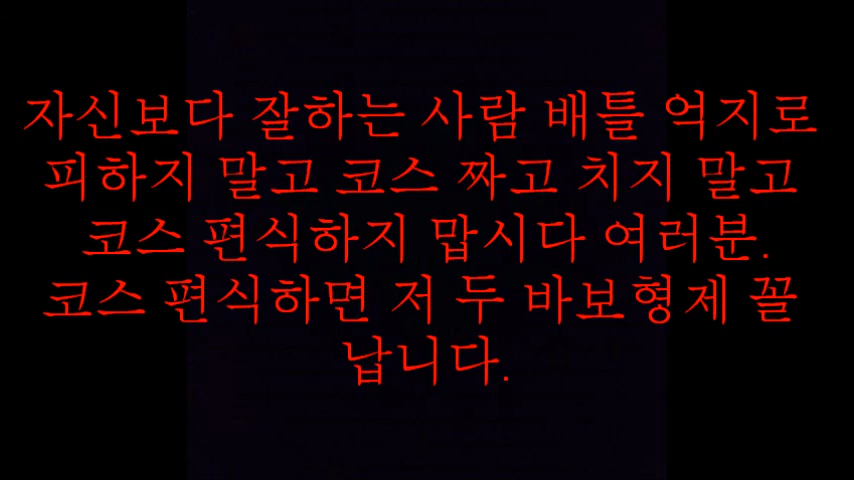 자신보다 잘하는 사람 배틀 억지로
피하지 말고 코스 짜고 치지 말고
코스 편식하지 맙시다 여러분.
코스 편식하면 저 두 바보형제 꼴
납니다.